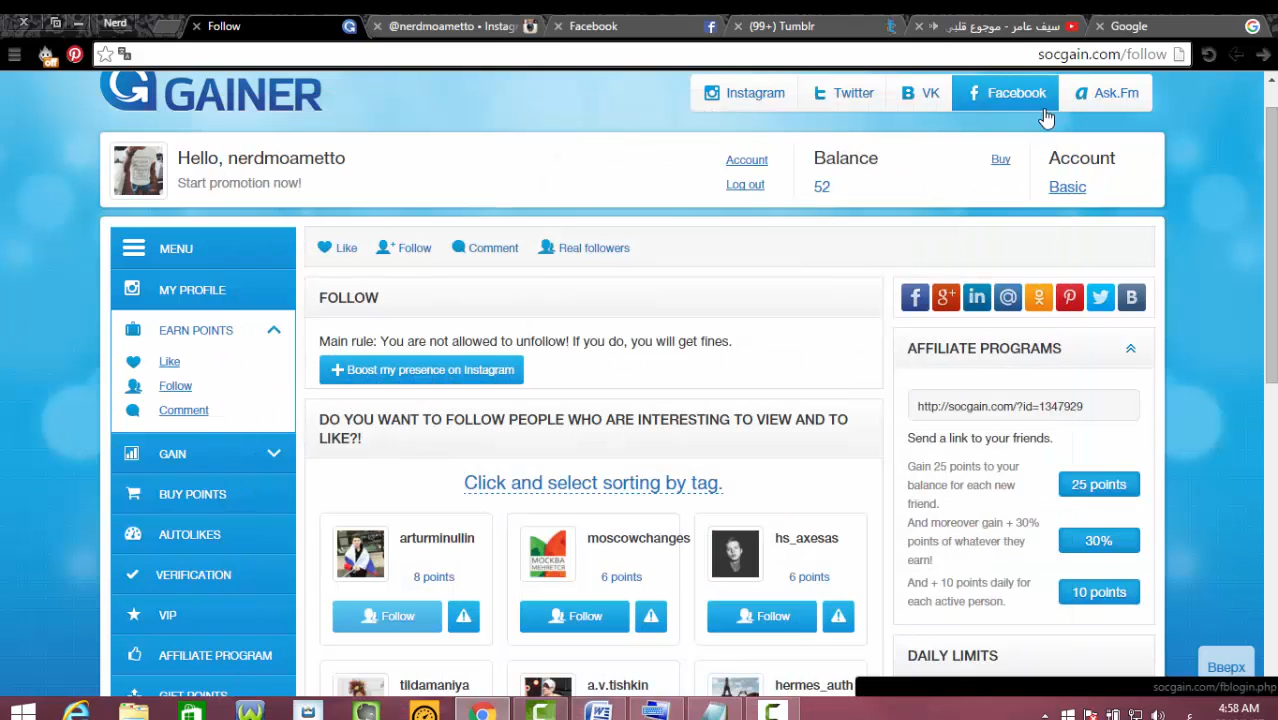 Nerd
Follow
@nerdmoametto • Instag
Facebook
(99+) Tumblr
سيف عامر - موجوع قلبي
Google
off
socgain.com/follow
G GAINER
Instagram
Twitter
B VK
Facebook
a Ask.Fm
Hello, nerdmoametto
Start promotion now!
Account
Log out
Balance
Buy
52
Account
Basic
MENU
MY PROFILE
EARN POINTS
Like
Follow
Comment
GAIN
BUY POINTS
AUTOLIKES
VERIFICATION
VIP
AFFILIATE PROGRAM
GIFT POINTS
Like
Follow
Comment
Real followers
FOLLOW
Main rule: You are not allowed to unfollow! If you do, you will get fines.
Boost my presence on Instagram
DO YOU WANT TO FOLLOW PEOPLE WHO ARE INTERESTING TO VIEW AND TO
LIKE?!
Click and select sorting by tag.
arturminullin
8 points
Follow
МОСКВА
МЕНЯЕТСЯ
moscowchanges
6 points
Follow
hs_axesas
6 points
Follow
tildamaniya
a.v.tishkin
hermes_auth
AFFILIATE PROGRAMS
http://socgain.com/?id=1347929
Send a link to your friends.
Gain 25 points to your
balance for each new
friend.
25 points
And moreover gain + 30%
points of whatever they
earn!
30%
And + 10 points daily for
each active person.
10 points
DAILY LIMITS
Вверх
socgain.com/fblogin.php
4:58 AM